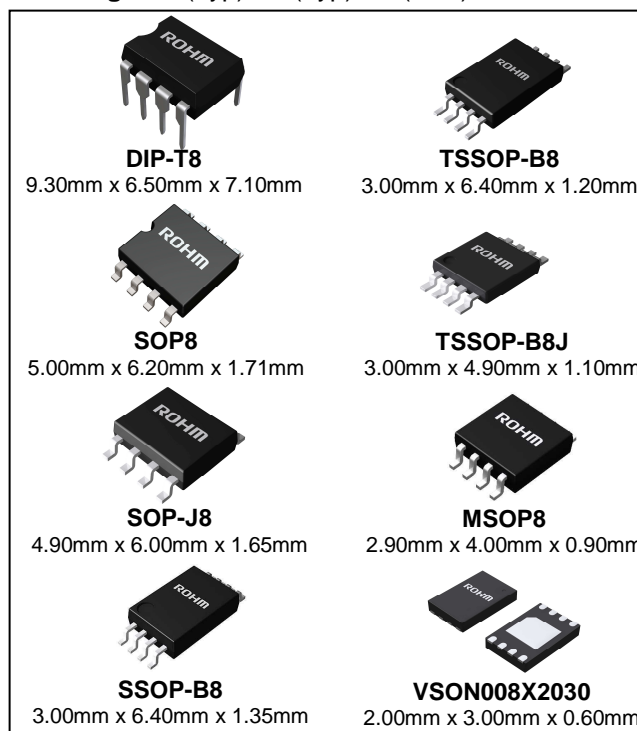 ROHM
DIP-T8
9.30mm x 6.50mm x 7.10mm
ROHM
TSSOP-B8
3.00mm x 6.40mm x 1.20mm
ROHM
SOP8
5.00mm x 6.20mm x 1.71mm
ROHM
TSSOP-B8J
3.00mm x 4.90mm x 1.10mm
ROHM
SOP-J8
4.90mm x 6.00mm x 1.65mm
ROHM
MSOP8
2.90mm x 4.00mm x 0.90mm
ROHM
SSOP-B8
3.00mm x 6.40mm x 1.35mm
ROHM
VSON008X2030
2.00mm x 3.00mm x 0.60mm